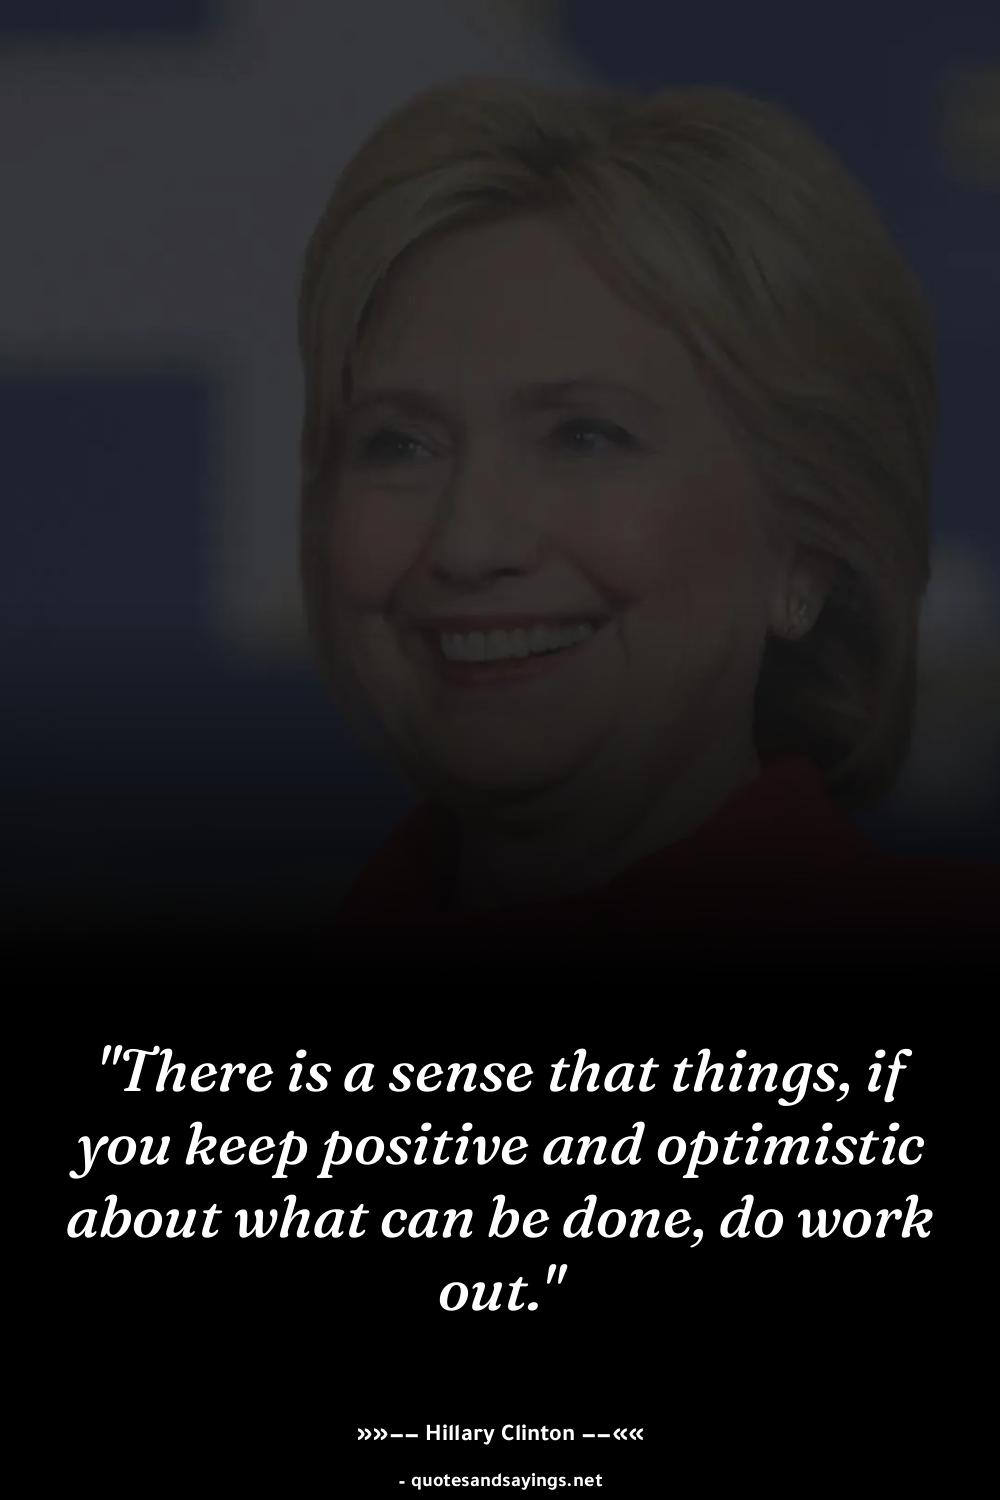 "There is a sense that things, if
you keep positive and optimistic
about what can be done, do work
out."
»»–– Hillary Clinton ––««
- quotesandsayings.net